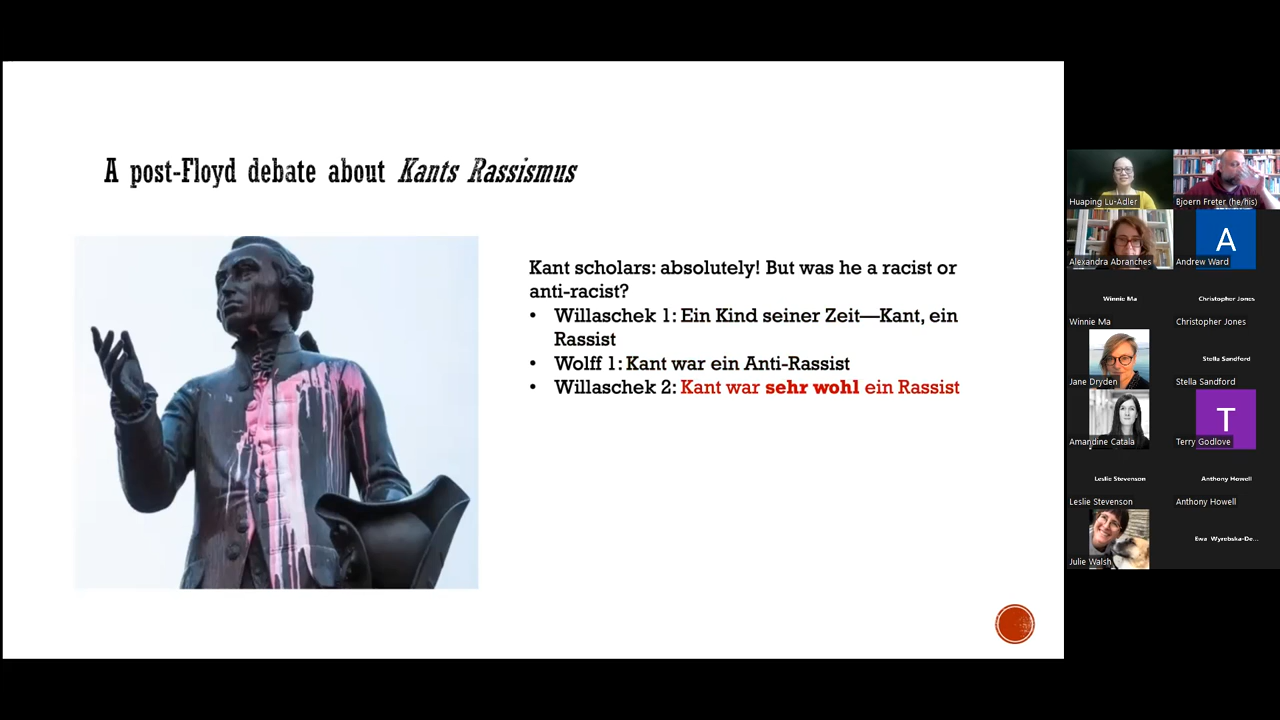 A post-Floyd debate about Kants Rassismus
Kant scholars: absolutely! But was he a racist or
anti-racist?
• Willaschek 1: Ein Kind seiner Zeit—Kant, ein
Rassist
• Wolff 1: Kant war ein Anti-Rassist
• Willaschek 2: Kant war sehr wohl ein Rassist
Huaping Lu-Adler
Bjoern Freter (he/his)
Alexandra Abranches
A
Andrew Ward
Winnie Ma
Winnie Ma
Christopher Jones
Christopher Jones
Jane Dryden
Stella Sandford
Stella Sandford
Amandine Catala
T
Terry Godlove
Leslie Stevenson
Leslie Stevenson
Anthony Howell
Anthony Howell
Julie Walsh
Ewa Wyrebska-De...